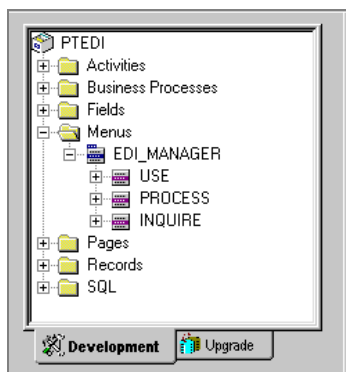 PTEDI
Activities
Business Processes
Fields
Menus
EDI_MANAGER
USE
PROCESS
INQUIRE
Pages
Records
SQL
Development Upgrade